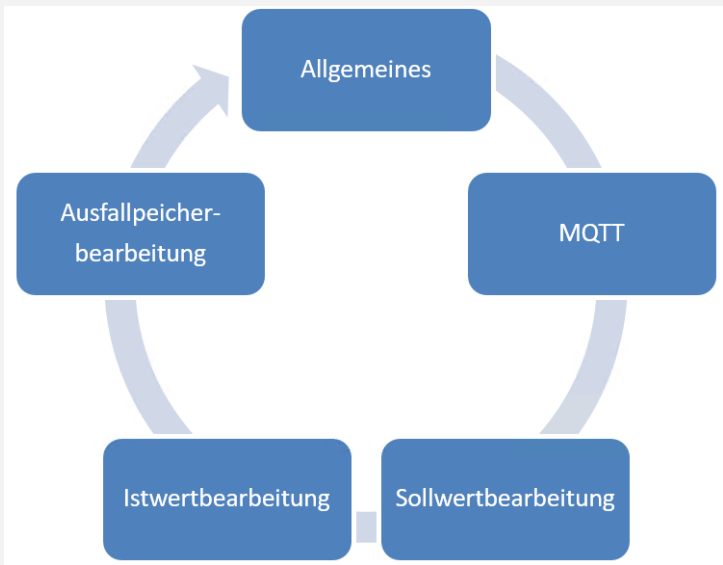 Allgemeines
MQTT
Sollwertbearbeitung
Istwertbearbeitung
Ausfallpeicher-
bearbeitung